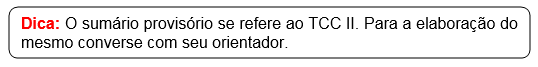 Dica: O sumário provisório se refere ao TCC II. Para a elaboração do
mesmo converse com seu orientador.